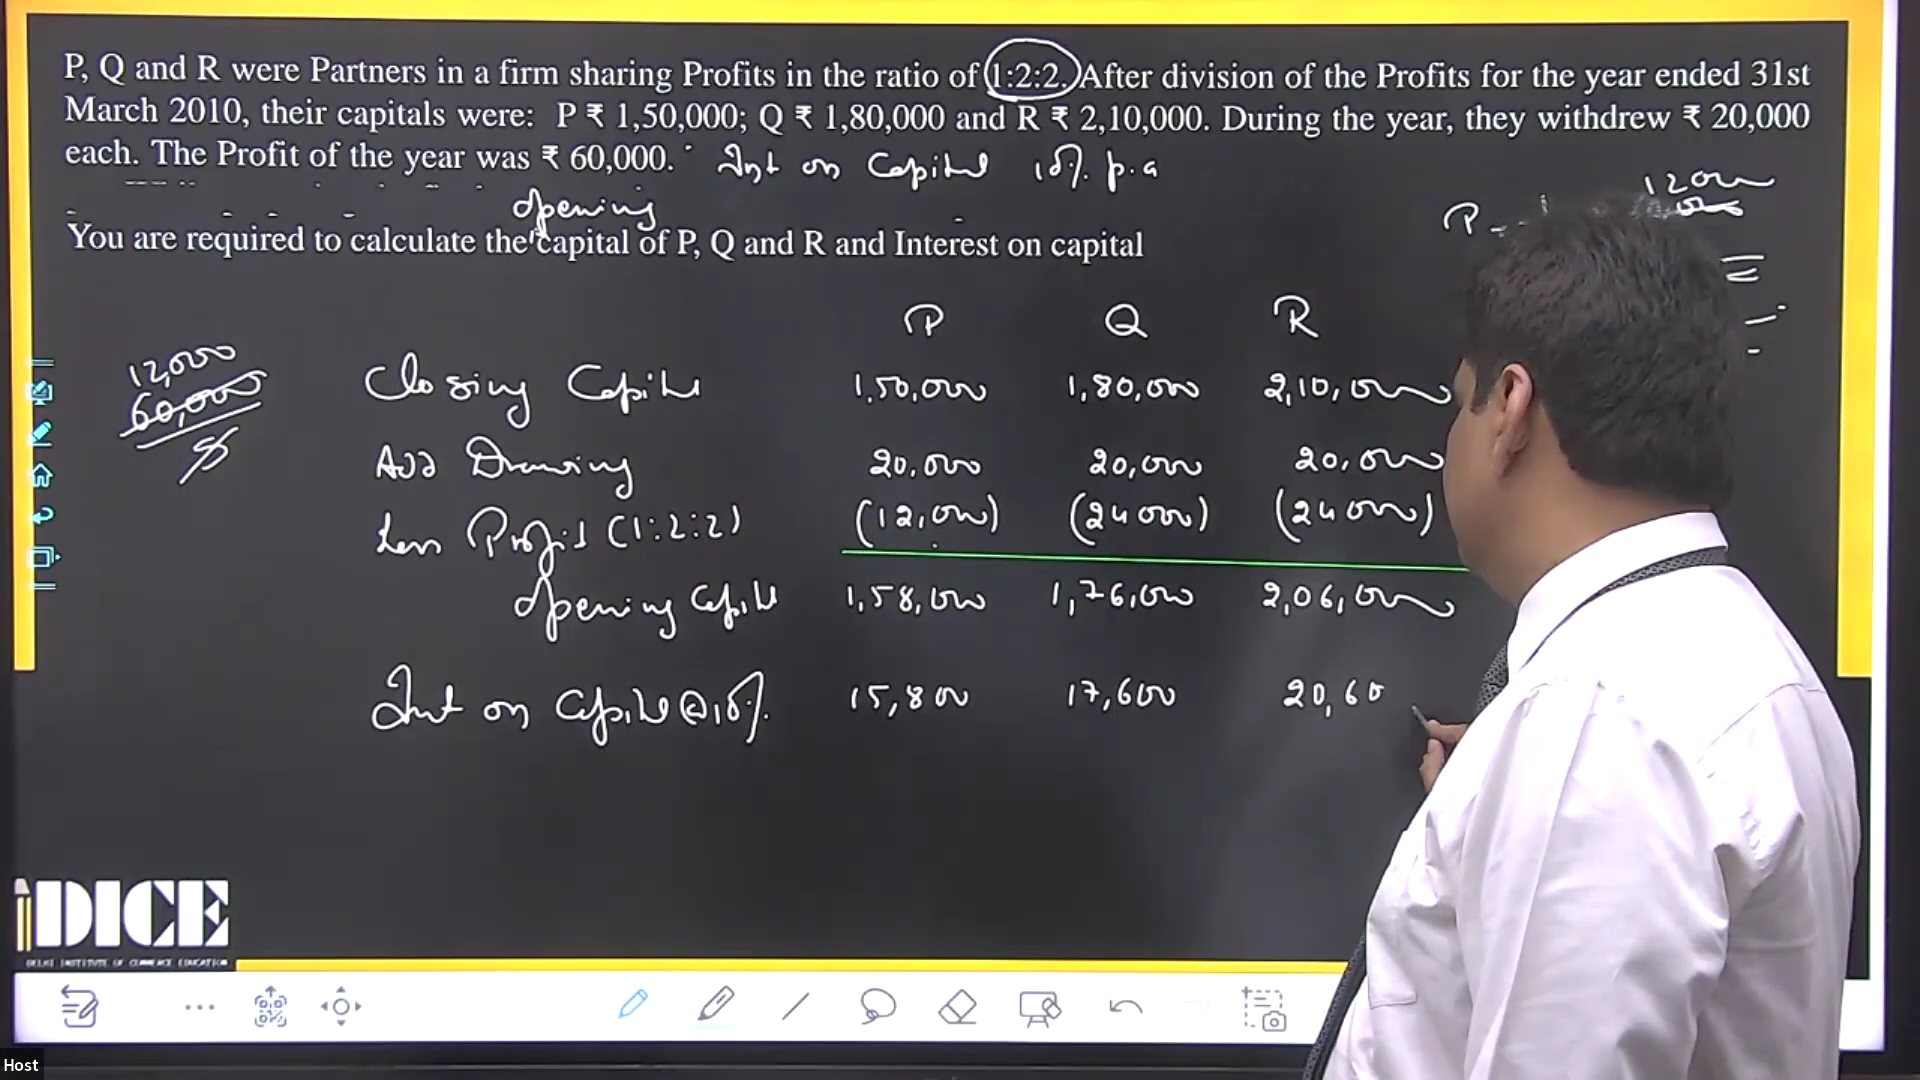 P, Q and R were Partners in a firm sharing Profits in the ratio of 1:2:2. After division of the Profits for the year ended 31st
March 2010, their capitals were: P ₹ 1,50,000; Q ₹ 1,80,000 and R ₹ 2,10,000. During the year, they withdrew ₹ 20,000
each. The Profit of the year was ₹ 60,000. Int on Capital 10% p.a
opening
You are required to calculate the capital of P, Q and R and Interest on capital
P - 12000
P Q R
12,000
60,000
5
Closing Capital 1,50,000 1,80,000 2,10,000
Add Drawing 20,000 20,000 20,000
Less Profit (1:2:2) (12,000) (24000) (24000)
Opening Capital 1,58,000 1,76,000 2,06,000
Int on Capital @ 10% 15,800 17,600 20,60
iDICE
DELHI INSTITUTE OF COMMERCE EDUCATION
Host